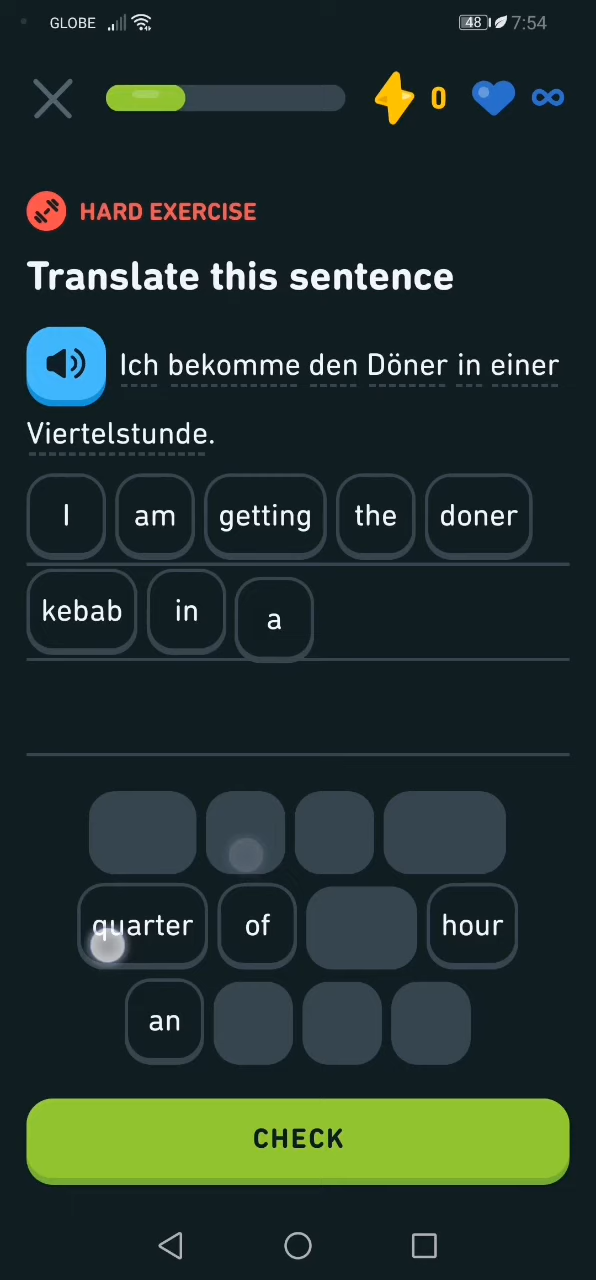 GLOBE 48 7:54
0 ∞
HARD EXERCISE
Translate this sentence
Ich bekomme den Döner in einer
Viertelstunde.
I am getting the doner
kebab in a
quarter of hour
an
CHECK